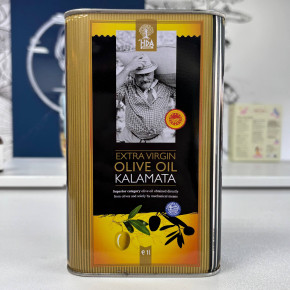 EXTRA VIRGIN
OLIVE OIL
KALAMATA
Superior category olive oil obtained directly
from olives and solely by mechanical means